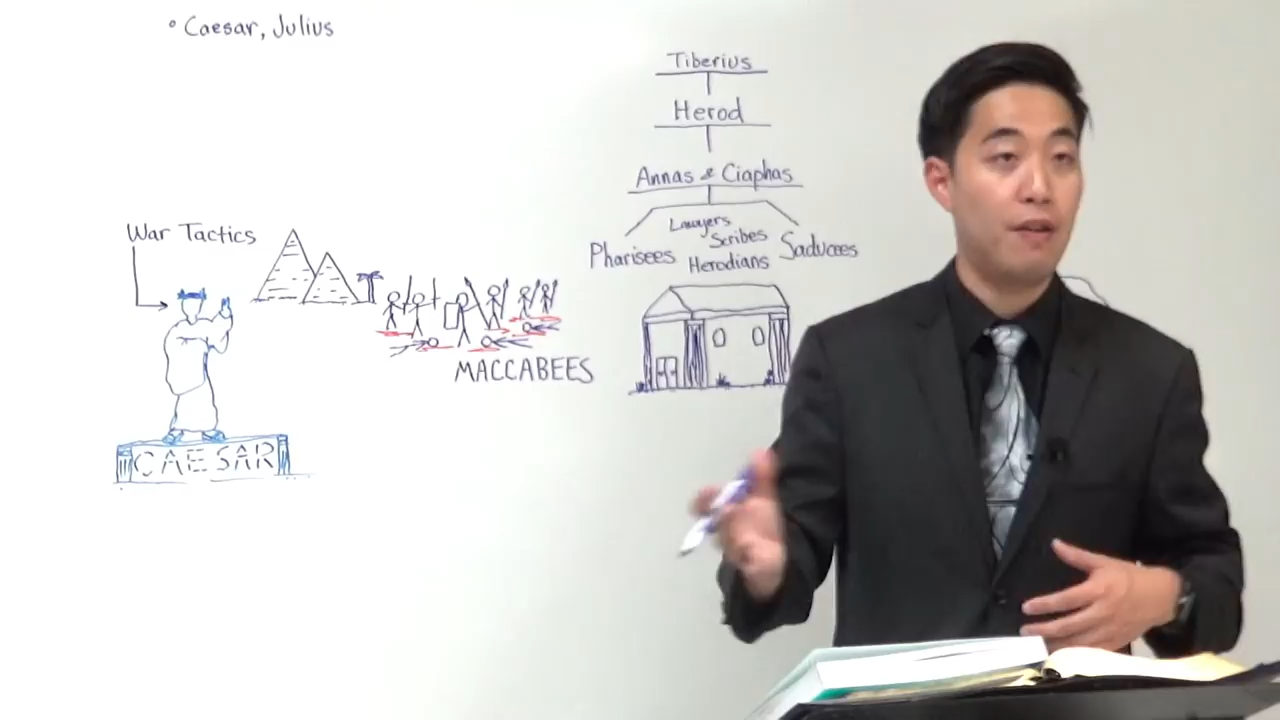 ° Caesar, Julius
Tiberius
Herod
Annas & Ciaphas
Lawyers
Scribes
Pharisees
Herodians
Saducees
War Tactics
MACCABEES
CAESAR